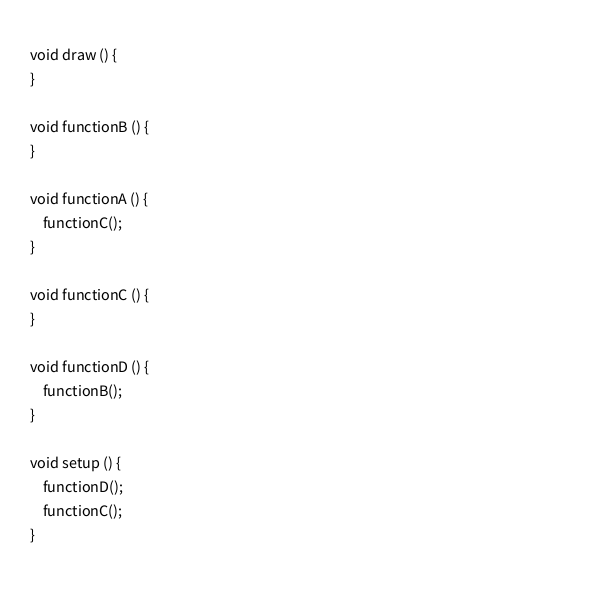 void draw () {
}
void functionB () {
}
void functionA () {
functionC();
}
void functionC () {
}
void functionD () {
functionB();
}
void setup () {
functionD();
functionC();
}